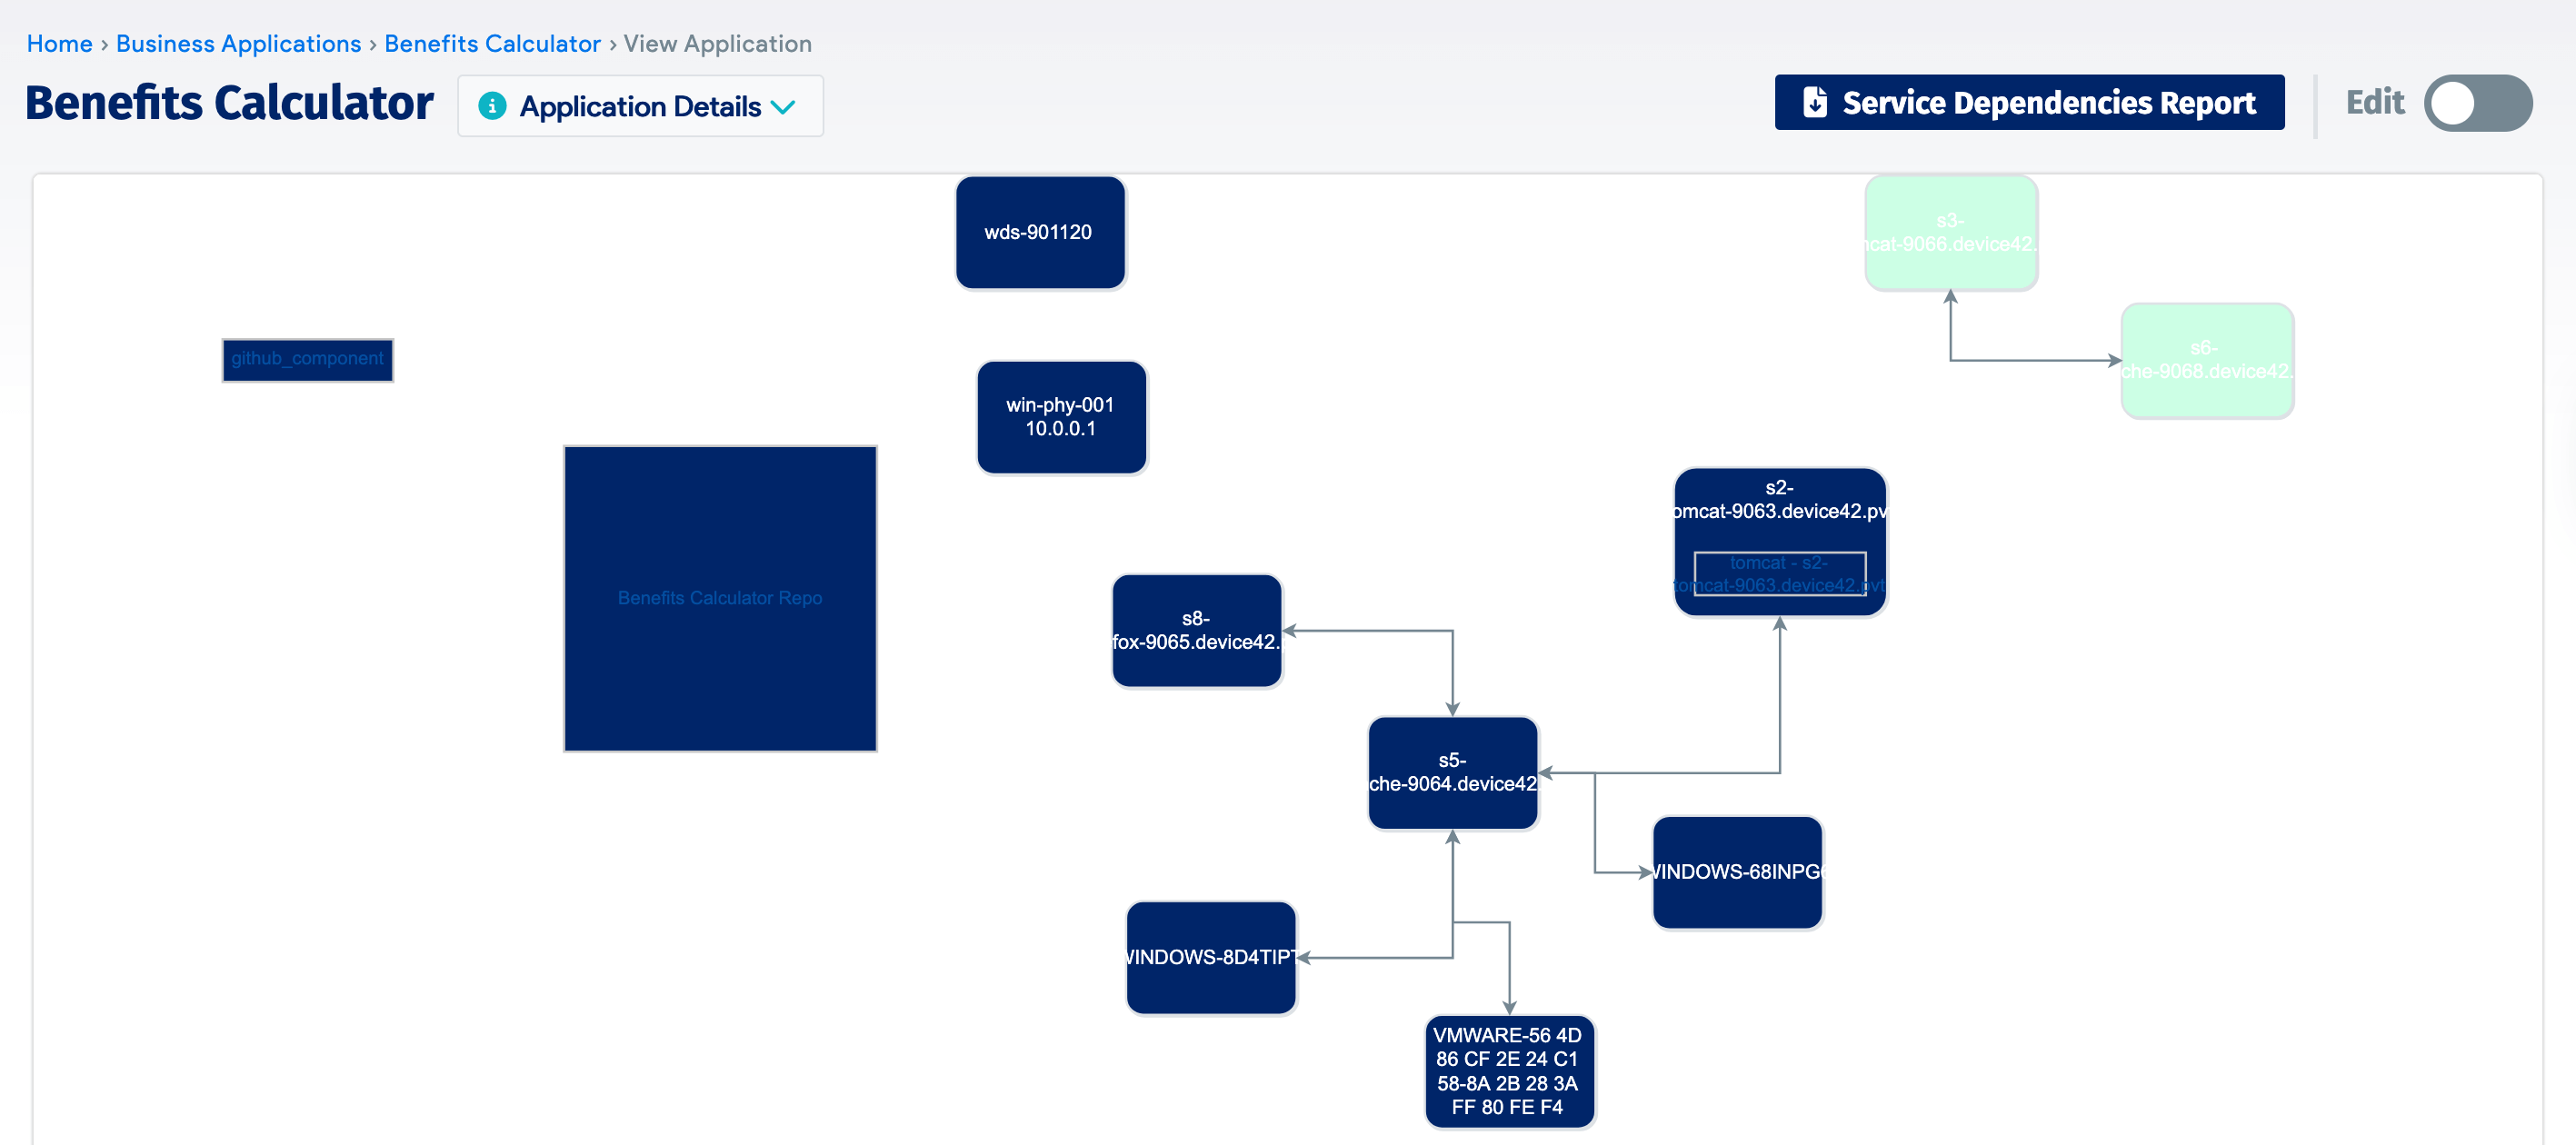 Home › Business Applications › Benefits Calculator › View Application
Benefits Calculator
Application Details
Service Dependencies Report
Edit
wds-901120
s3-
cat-9066.device42.
github_component
s6-
che-9068.device42.
win-phy-001
10.0.0.1
s2-
omcat-9063.device42.pv
tomcat - s2-
tomcat-9063.device42.pvt
Benefits Calculator Repo
s8-
fox-9065.device42.
s5-
che-9064.device42
WINDOWS-68INPG6
WINDOWS-8D4TIPT
VMWARE-56 4D
86 CF 2E 24 C1
58-8A 2B 28 3A
FF 80 FE F4